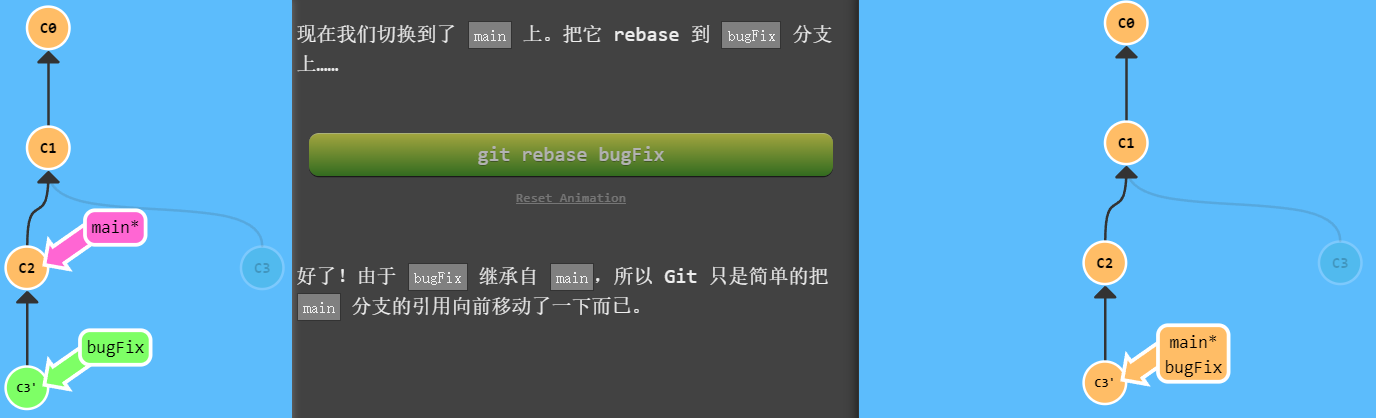 C0
C1
main*
C2
C3
bugFix
C3'
现在我们切换到了 main 上。把它 rebase 到 bugFix 分支
上……
git rebase bugFix
Reset Animation
好了！由于 bugFix 继承自 main，所以 Git 只是简单的把
main 分支的引用向前移动了一下而已。
C0
C1
C2
C3
main*
bugFix
C3'